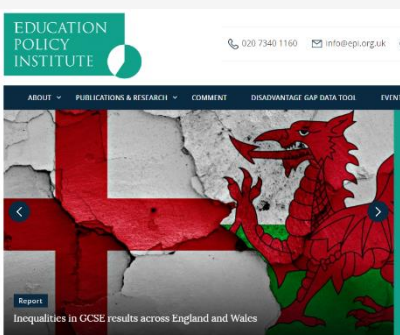 EDUCATION
POLICY
INSTITUTE
020 7340 1160 info@epi.org.uk
ABOUT PUBLICATIONS & RESEARCH COMMENT DISADVANTAGE GAP DATA TOOL EVENT
Report
Inequalities in GCSE results across England and Wales